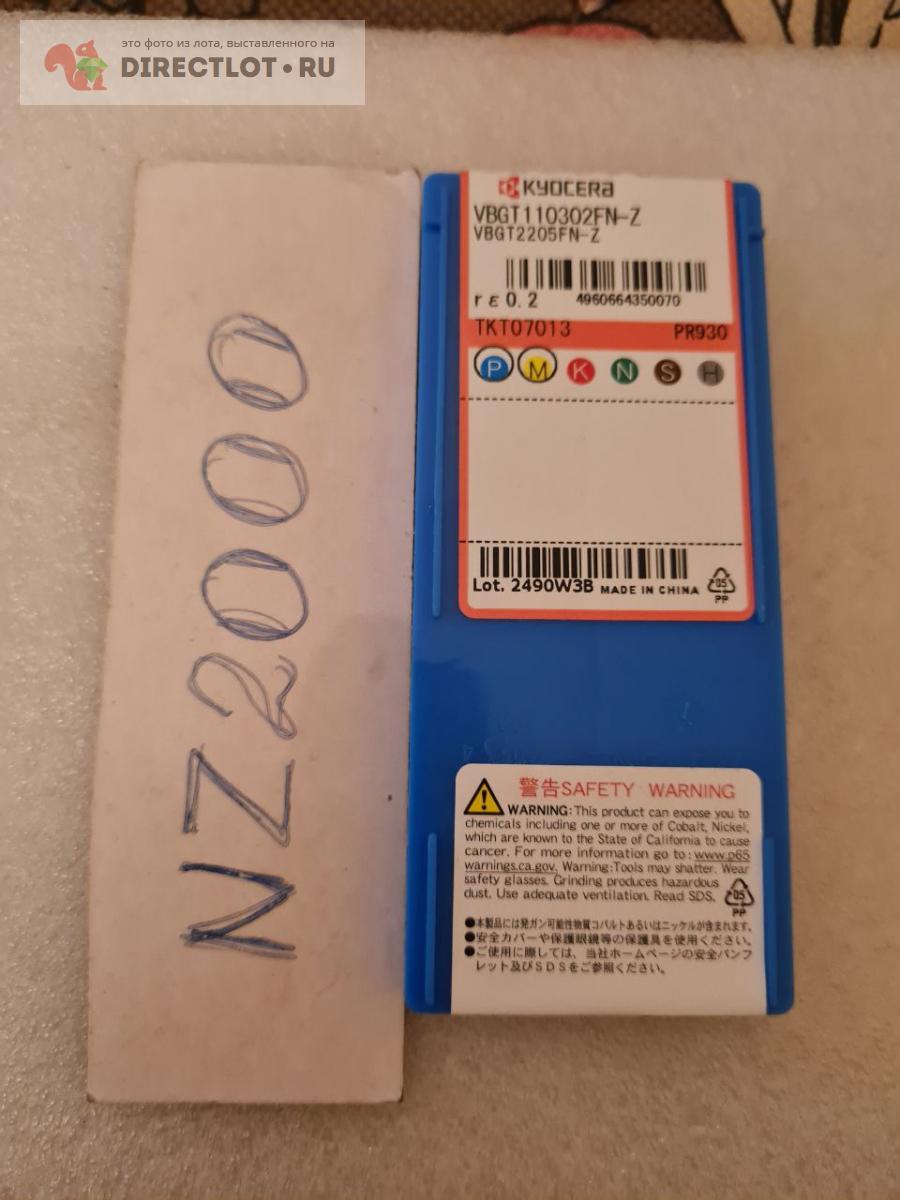 это фото из лота, выставленного на
DIRECTLOT•RU
NZ2000
KYOCERA
VBGT110302FN-Z
VBGT2205FN-Z
rε0.2 4960664350070
TKT07013 PR930
P M K N S H
Lot. 2490W3B MADE IN CHINA
05
PP
警告SAFETY WARNING
WARNING: This product can expose you to
chemicals including one or more of Cobalt, Nickel,
which are known to the State of California to cause
cancer. For more information go to : www.p65
warnings.ca.gov. Warning:Tools may shatter. Wear
safety glasses. Grinding produces hazardous
dust. Use adequate ventilation. Read SDS.
05
PP
●本製品には発ガン可能性物質コバルトあるいはニッケルが含まれます。
●安全カバーや保護眼鏡等の保護具を使用ください。
●ご使用に際しては、当社ホームページの安全パンフ
レット及びSDSをご参照ください。